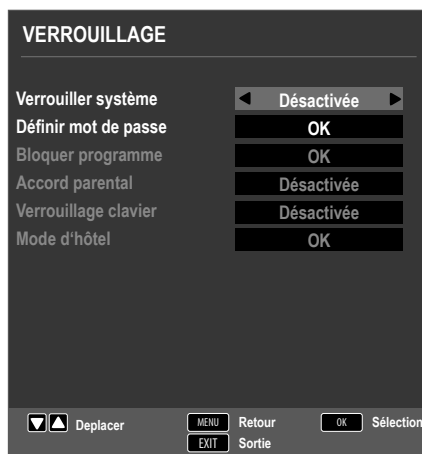 VERROUILLAGE
Verrouiller système Désactivée
Définir mot de passe OK
Bloquer programme OK
Accord parental Désactivée
Verrouillage clavier Désactivée
Mode d‘hôtel OK
Deplacer MENU Retour OK Sélection
EXIT Sortie